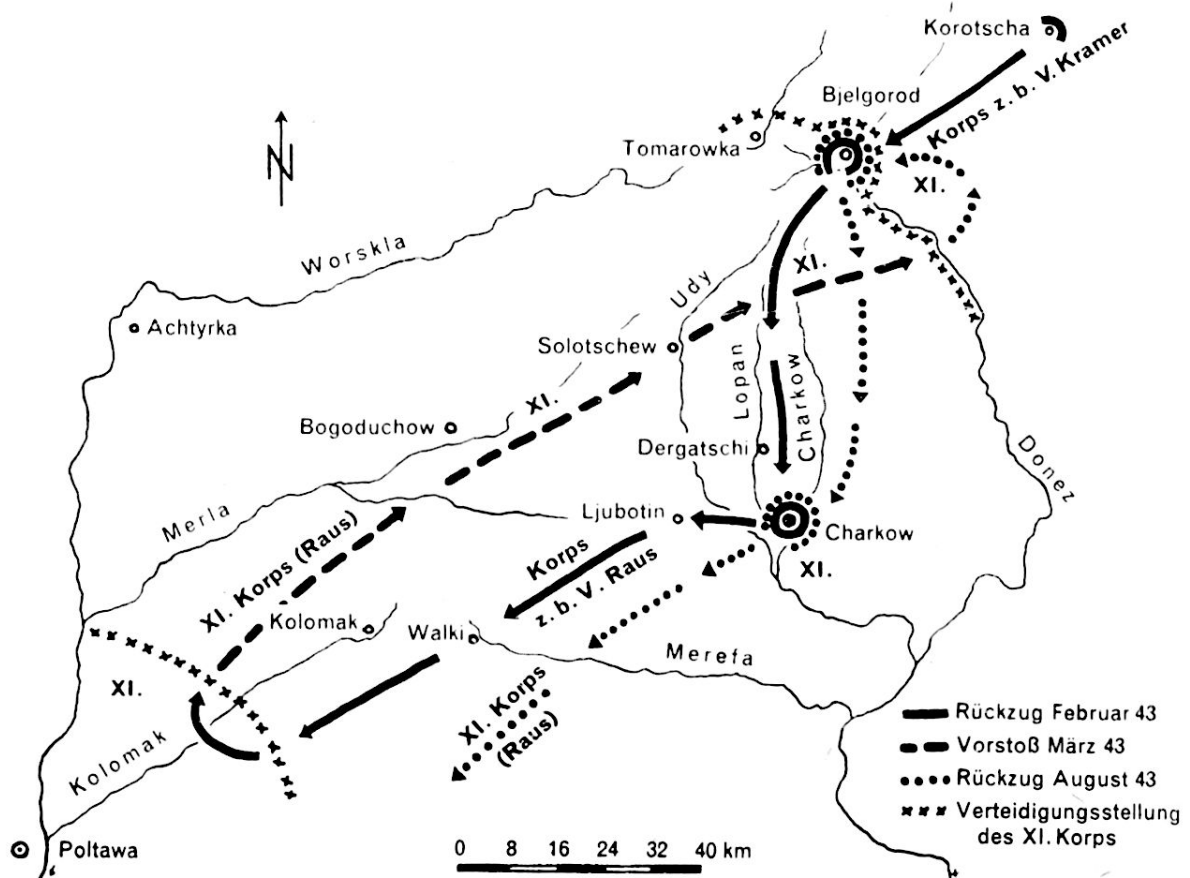 Korotscha
Korps z. b. V. Kramer
Bjelgorod
N
Tomarowka
XI.
Worskla
XI.
Udy
Achtyrka
Solotschew
Lopan
Charkow
XI.
Bogoduchow
Dergatschi
Donez
Merla
Ljubotin
Charkow
XI. Korps (Raus)
Korps
z. b. V. Raus
XI.
Kolomak
Walki
Merefa
XI.
XI. Korps
(Raus)
Kolomak
Poltawa
Rückzug Februar 43
Vorstoß März 43
Rückzug August 43
Verteidigungsstellung
des XI. Korps
0 8 16 24 32 40 km